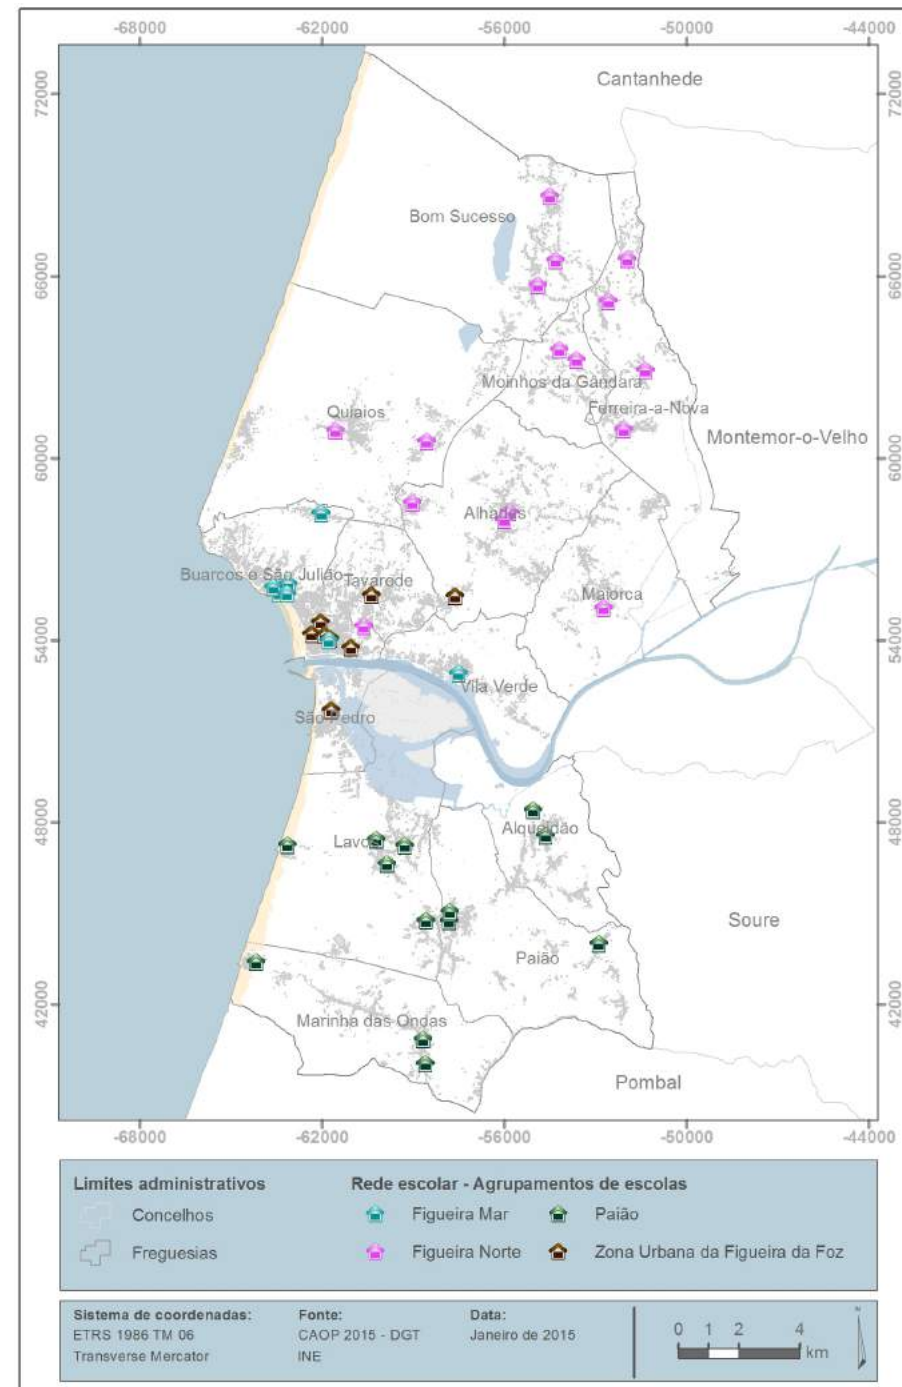 -68000 -62000 -56000 -50000 -44000
72000 72000
Cantanhede
Bom Sucesso
66000 66000
Moinhos da Gândara
Quiaios Ferreira-a-Nova
Montemor-o-Velho
60000 60000
Alhadas
Buarcos e São Julião Tavarede
Maiorca
54000 54000
Vila Verde
São Pedro
48000 48000
Lavos Alqueidão
Soure
Paião
42000 42000
Marinha das Ondas
Pombal
-68000 -62000 -56000 -50000 -44000
Limites administrativos
Concelhos
Freguesias
Rede escolar - Agrupamentos de escolas
Figueira Mar Paião
Figueira Norte Zona Urbana da Figueira da Foz
Sistema de coordenadas:
ETRS 1986 TM 06
Transverse Mercator
Fonte:
CAOP 2015 - DGT
INE
Data:
Janeiro de 2015
0 1 2 4
km
N